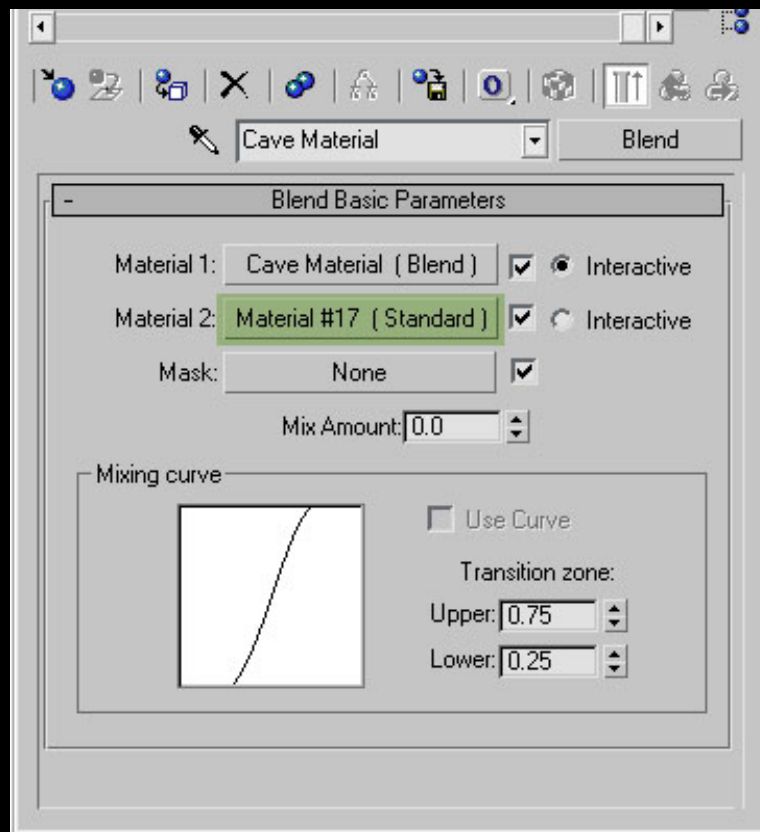 O
Cave Material Blend
- Blend Basic Parameters
Material 1: Cave Material ( Blend ) Interactive
Material 2: Material #17 ( Standard ) Interactive
Mask: None
Mix Amount: 0.0
Mixing curve
Use Curve
Transition zone:
Upper: 0.75
Lower: 0.25